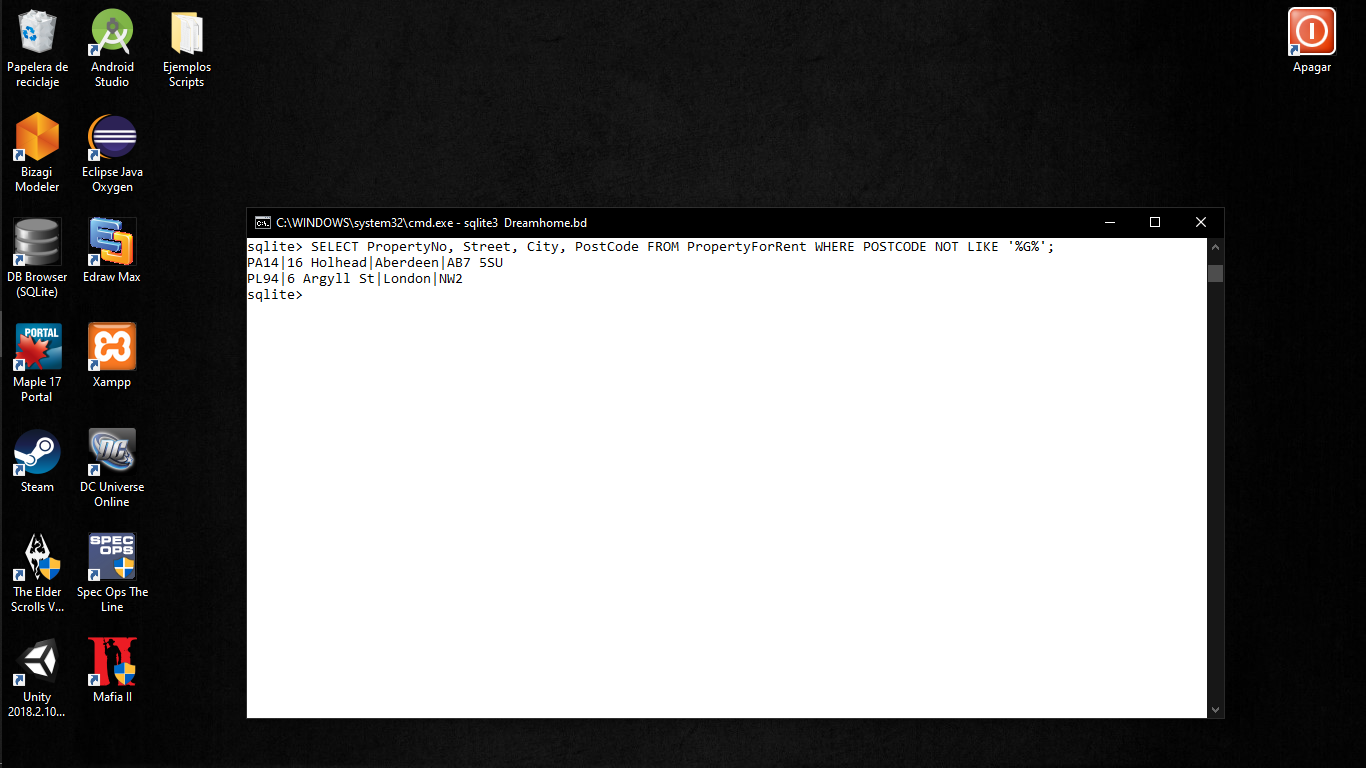 Papelera de
reciclaje
Android
Studio
Ejemplos
Scripts
Apagar
Bizagi
Modeler
Eclipse Java
Oxygen
DB Browser
(SQLite)
Edraw Max
PORTAL
Maple 17
Portal
Xampp
Steam
DC
DC Universe
Online
The Elder
Scrolls V...
SPEC
OPS
Spec Ops The
Line
Unity
2018.2.10...
II
Mafia II
C:\WINDOWS\system32\cmd.exe - sqlite3 Dreamhome.bd
sqlite> SELECT PropertyNo, Street, City, PostCode FROM PropertyForRent WHERE POSTCODE NOT LIKE '%G%';
PA14|16 Holhead|Aberdeen|AB7 5SU
PL94|6 Argyll St|London|NW2
sqlite>